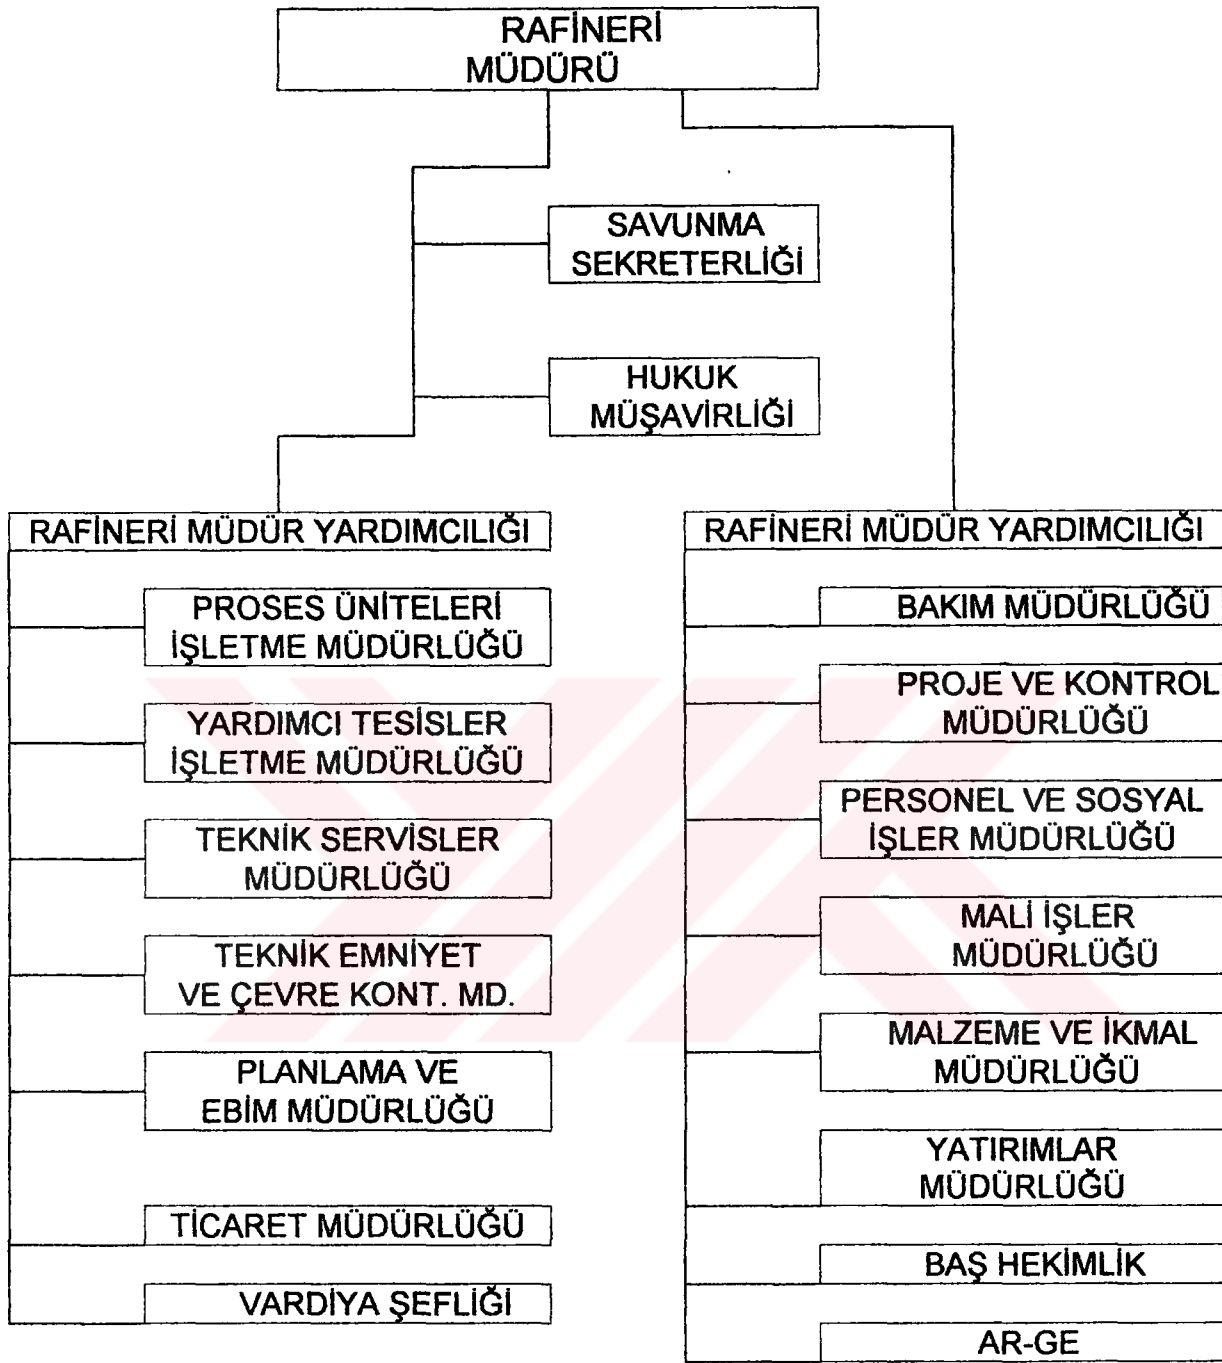 RAFİNERİ
MÜDÜRÜ
SAVUNMA
SEKRETERLİĞİ
HUKUK
MÜŞAVİRLİĞİ
RAFİNERİ MÜDÜR YARDIMCILIĞI
PROSES ÜNİTELERİ
İŞLETME MÜDÜRLÜĞÜ
YARDIMCI TESİSLER
İŞLETME MÜDÜRLÜĞÜ
TEKNİK SERVİSLER
MÜDÜRLÜĞÜ
TEKNİK EMNİYET
VE ÇEVRE KONT. MD.
PLANLAMA VE
EBİM MÜDÜRLÜĞÜ
TİCARET MÜDÜRLÜĞÜ
VARDİYA ŞEFLİĞİ
RAFİNERİ MÜDÜR YARDIMCILIĞI
BAKIM MÜDÜRLÜĞÜ
PROJE VE KONTROL
MÜDÜRLÜĞÜ
PERSONEL VE SOSYAL
İŞLER MÜDÜRLÜĞÜ
MALİ İŞLER
MÜDÜRLÜĞÜ
MALZEME VE İKMAL
MÜDÜRLÜĞÜ
YATIRIMLAR
MÜDÜRLÜĞÜ
BAŞ HEKİMLİK
AR-GE